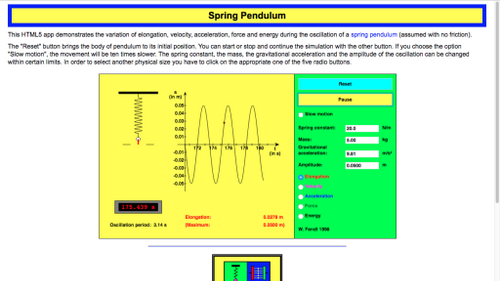 Spring Pendulum
This HTML5 app demonstrates the variation of elongation, velocity, acceleration, force and energy during the oscillation of a spring pendulum (assumed with no friction).
The "Reset" button brings the body of pendulum to its initial position. You can start or stop and continue the simulation with the other button. If you choose the option
"Slow motion", the movement will be ten times slower. The spring constant, the mass, the gravitational acceleration and the amplitude of the oscillation can be changed
within certain limits. In order to select another physical size you have to click on the appropriate one of the five radio buttons.
Reset
Pause
Slow motion
Spring constant: 20.0 N/m
Mass: 5.00 kg
Gravitational
acceleration: 9.81 m/s²
Amplitude: 0.0500 m
Elongation
Velocity
Acceleration
Force
Energy
W. Fendt 1998
s
(in m)
0.05
0.04
0.03
0.02
0.01
-0.01
-0.02
-0.03
-0.04
-0.05
172 174 176 178 180
t
(in s)
Oscillation period: 3.14 s
Elongation:
(Maximum: